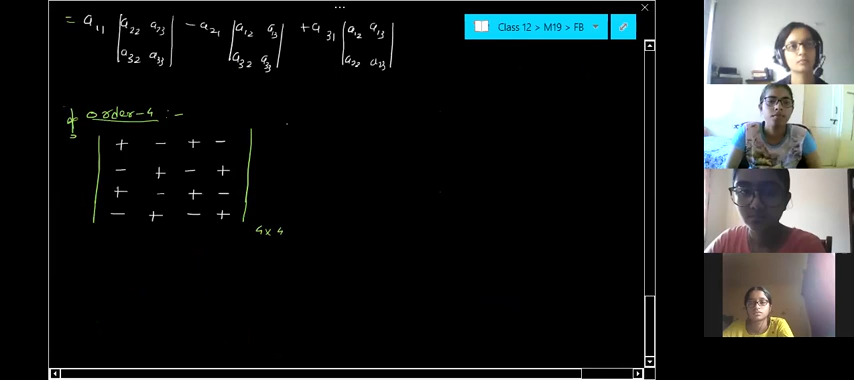 = a₁₁ |a₂₂ a₂₃| - a₂₁ |a₁₂ a₁₃| + a₃₁ |a₁₂ a₁₃|
|a₃₂ a₃₃| |a₃₂ a₃₃| |a₂₂ a₂₃|
Class 12 > M19 > FB
of order-4 :-
| + - + - |
| - + - + |
| + - + - |
| - + - + |
4×4